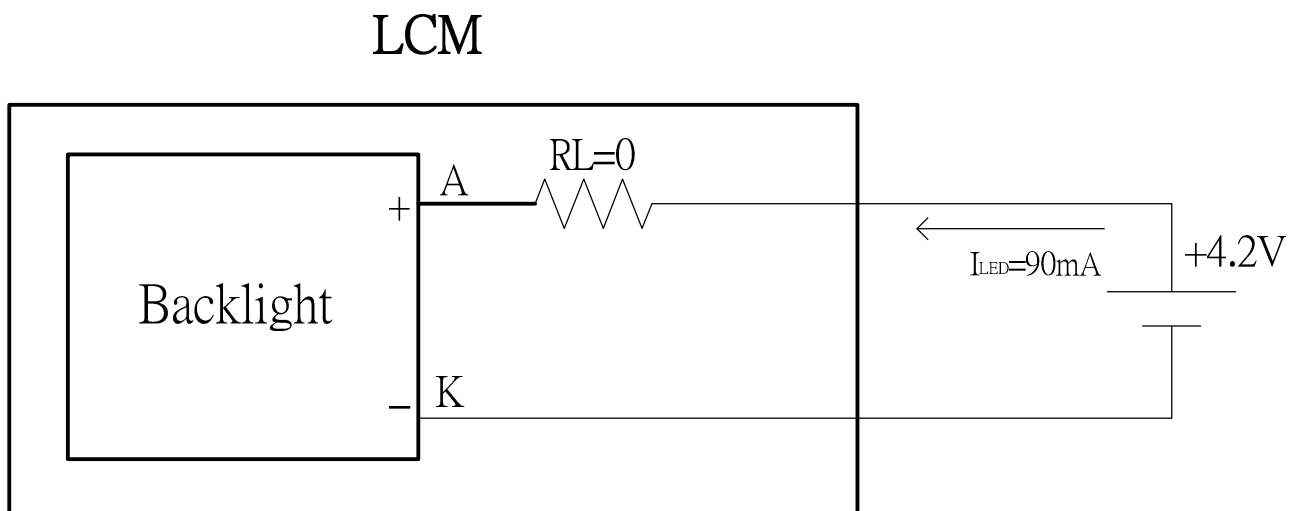 LCM
RL=0
A
+
+4.2V
ILED=90mA
Backlight
K
−